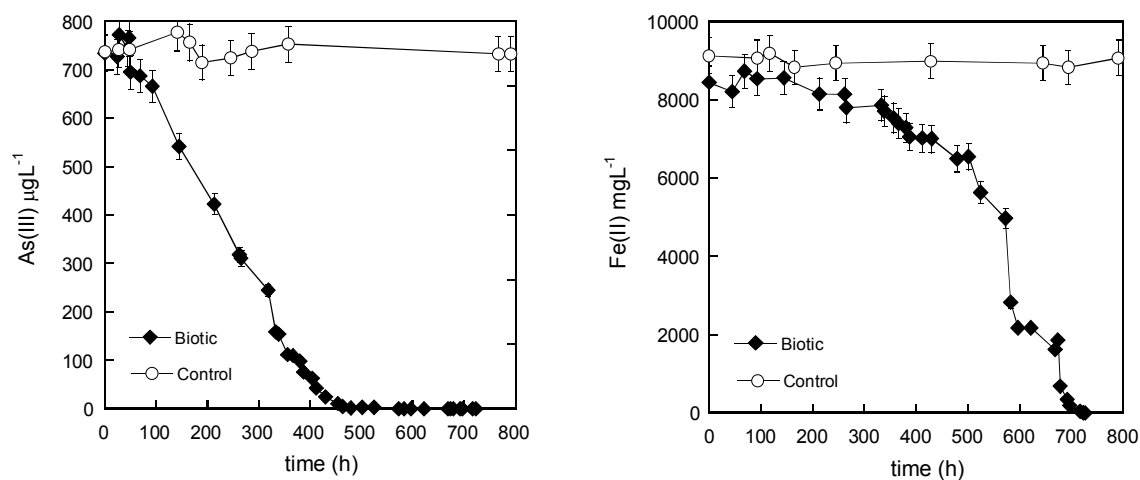 800
700
600
500
400
300
200
100
0
As(III) µgL-1
Biotic
Control
0 100 200 300 400 500 600 700 800
time (h)
10000
8000
6000
4000
2000
0
Fe(II) mgL-1
Biotic
Control
0 100 200 300 400 500 600 700 800
time (h)